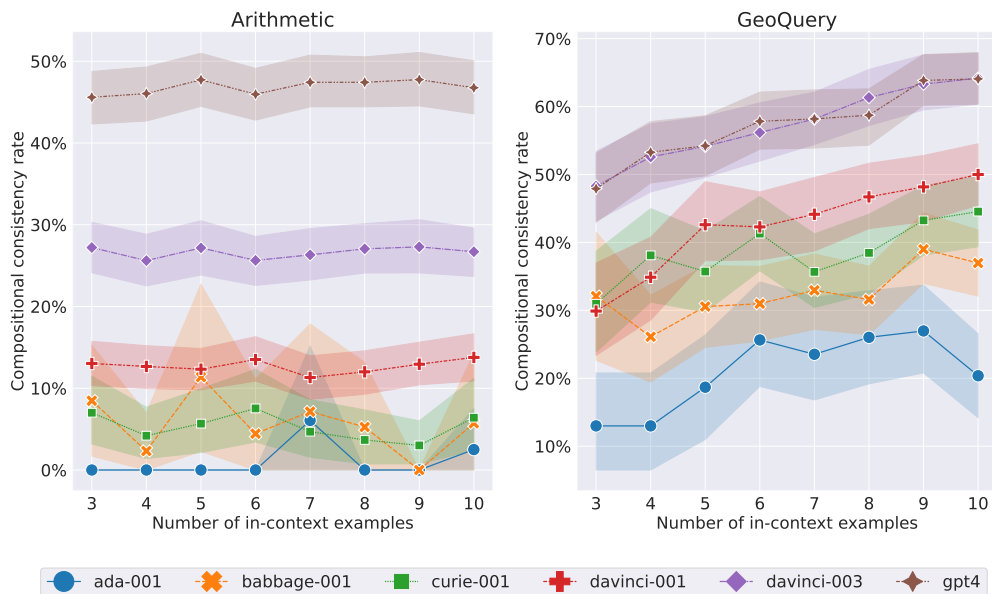 Arithmetic
GeoQuery
Compositional consistency rate
50%
40%
30%
20%
10%
0%
3 4 5 6 7 8 9 10
Number of in-context examples
Compositional consistency rate
70%
60%
50%
40%
30%
20%
10%
3 4 5 6 7 8 9 10
Number of in-context examples
ada-001 babbage-001 curie-001 davinci-001 davinci-003 gpt4